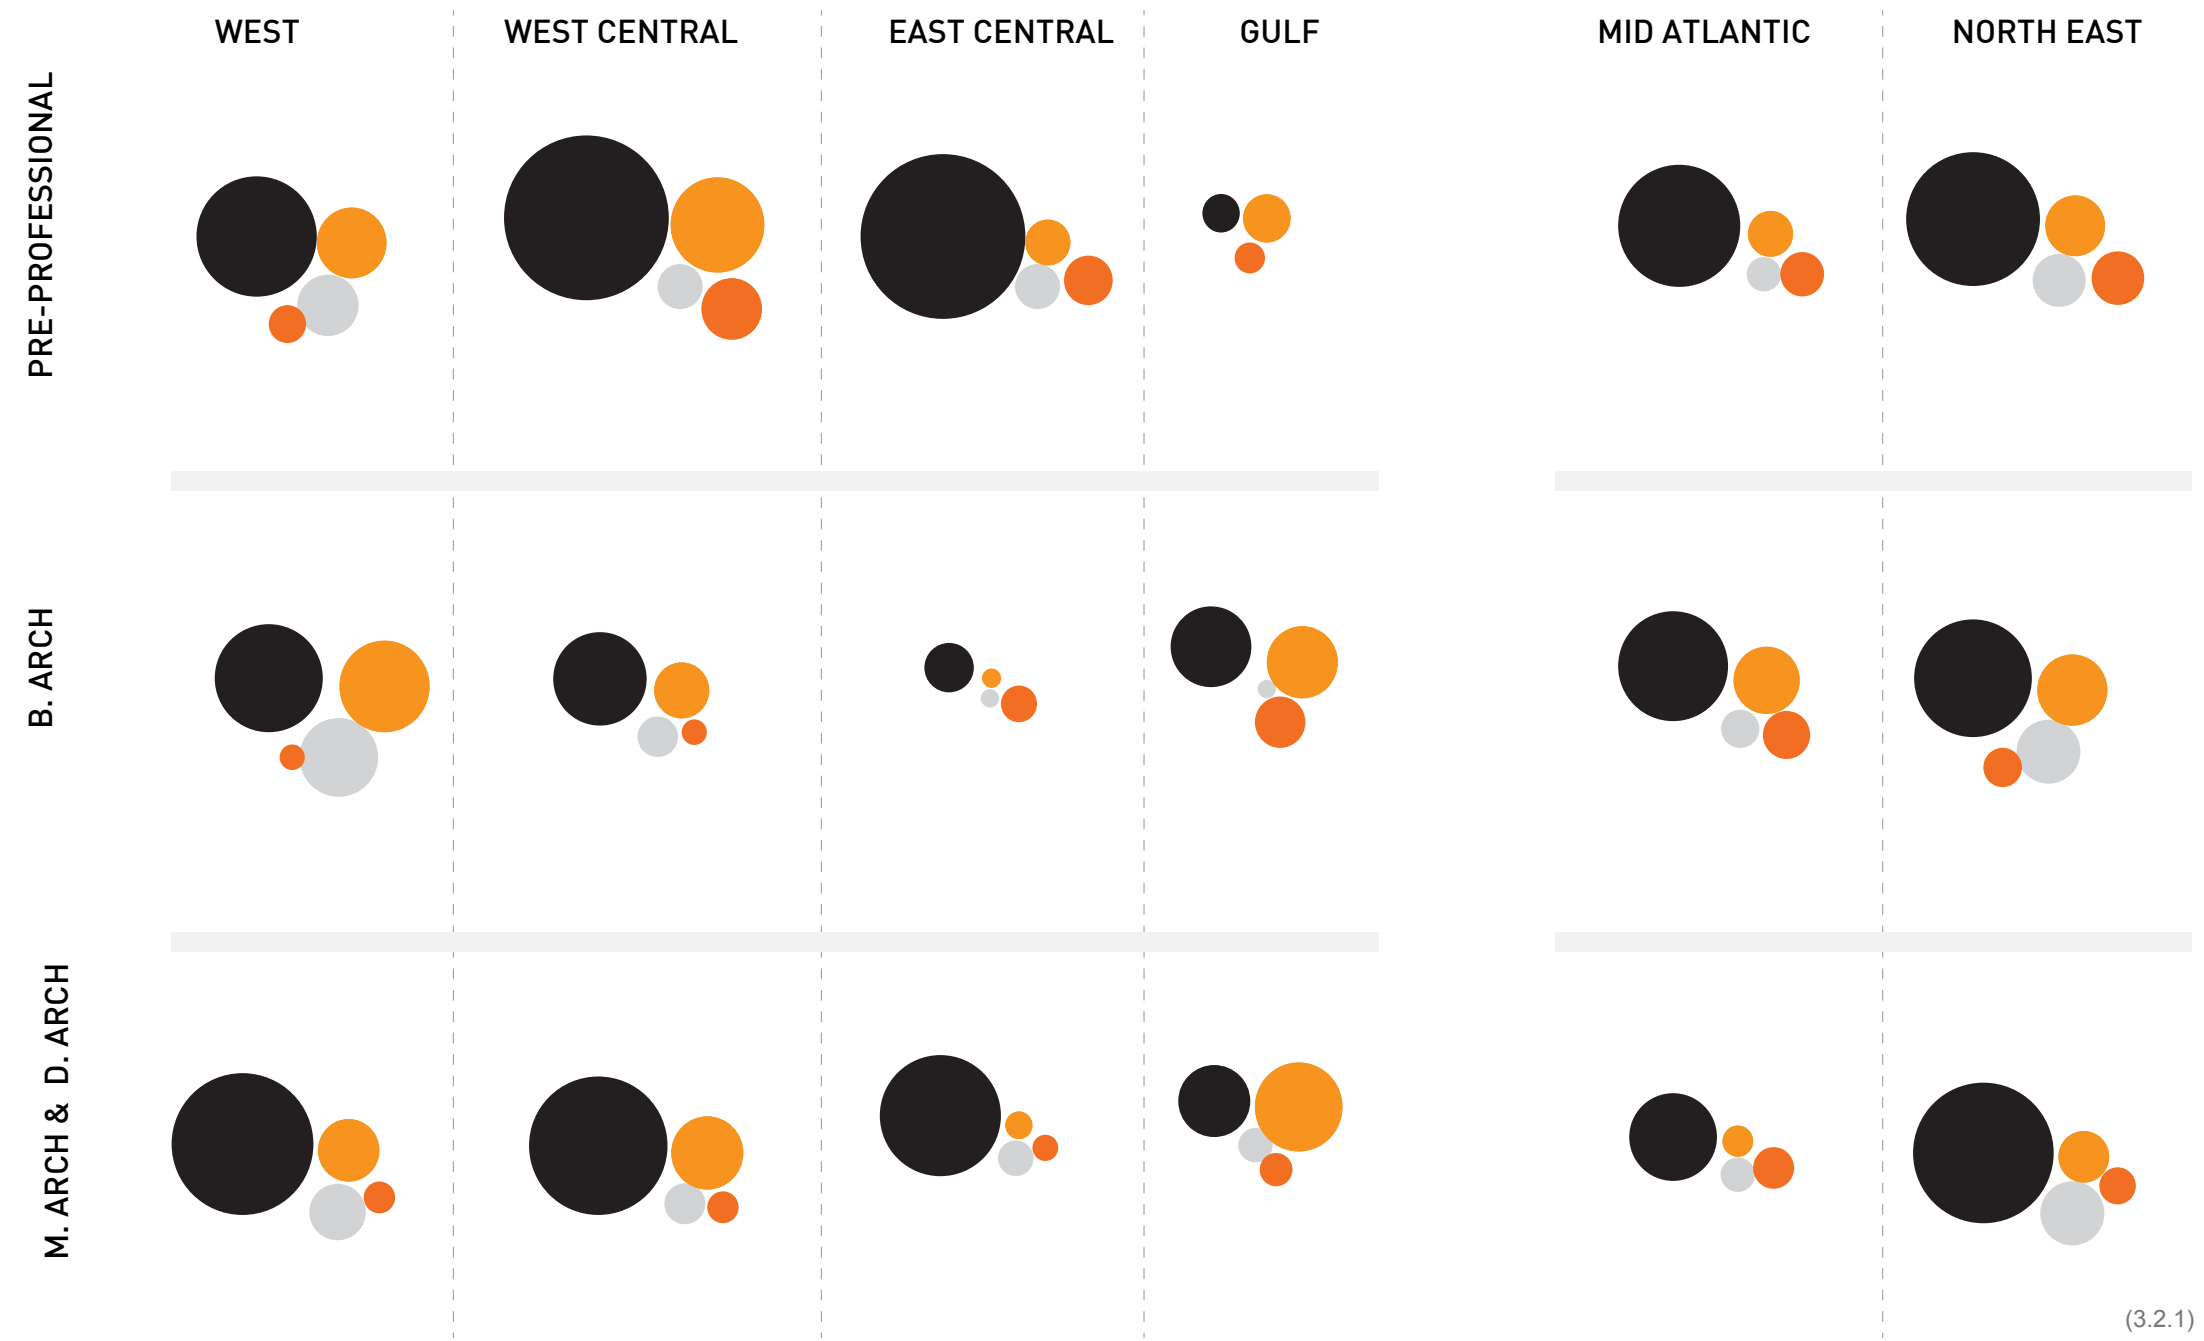 WEST
WEST CENTRAL
EAST CENTRAL
GULF
MID ATLANTIC
NORTH EAST
PRE-PROFESSIONAL
B. ARCH
M. ARCH & D. ARCH
(3.2.1)